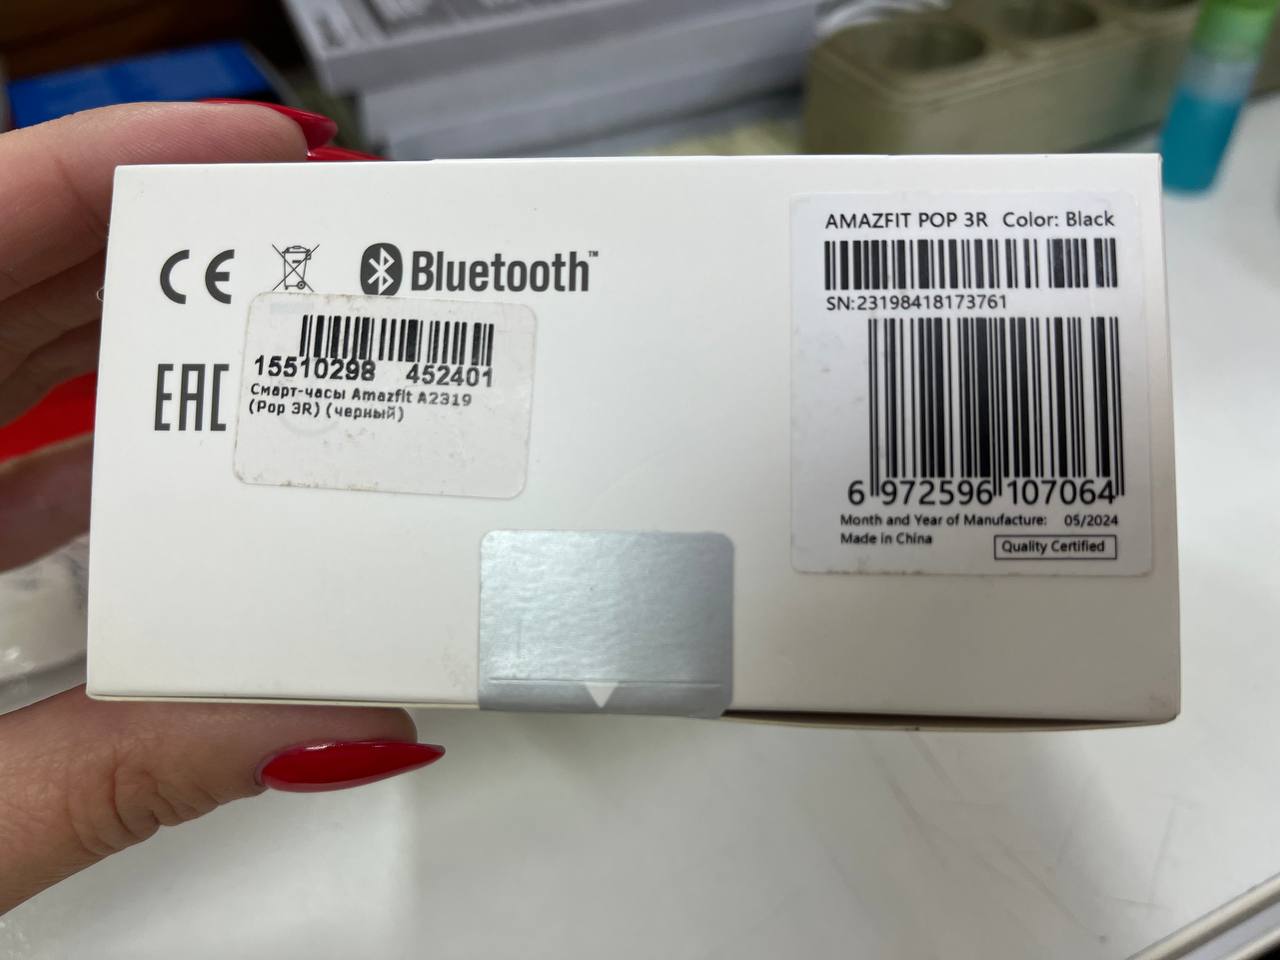 CE
Bluetooth™
EAC
15510298 452401
Смарт-часы Amazfit A2319
(Pop 3R) (черный)
AMAZFIT POP 3R Color: Black
SN:23198418173761
6 972596 107064
Month and Year of Manufacture: 05/2024
Made in China
Quality Certified